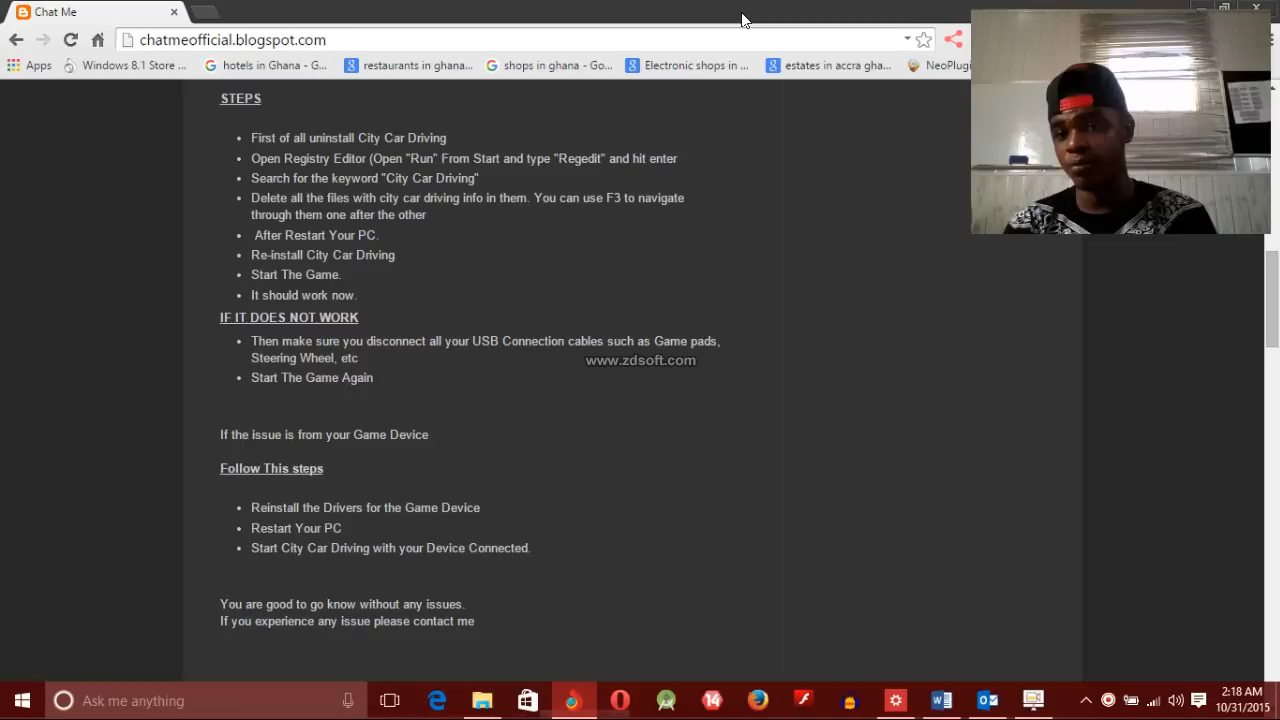 Chat Me
chatmeofficial.blogspot.com
Apps
Windows 8.1 Store ...
hotels in Ghana - G...
restaurants in ghana...
shops in ghana - Go...
Electronic shops in ...
estates in accra gha...
NeoPlugi
STEPS
First of all uninstall City Car Driving
Open Registry Editor (Open "Run" From Start and type "Regedit" and hit enter
Search for the keyword "City Car Driving"
Delete all the files with city car driving info in them. You can use F3 to navigate
through them one after the other
After Restart Your PC.
Re-install City Car Driving
Start The Game.
It should work now.
IF IT DOES NOT WORK
Then make sure you disconnect all your USB Connection cables such as Game pads,
Steering Wheel, etc
www.zdsoft.com
Start The Game Again
If the issue is from your Game Device
Follow This steps
Reinstall the Drivers for the Game Device
Restart Your PC
Start City Car Driving with your Device Connected.
You are good to go know without any issues.
If you experience any issue please contact me
Ask me anything
14
2:18 AM
10/31/2015